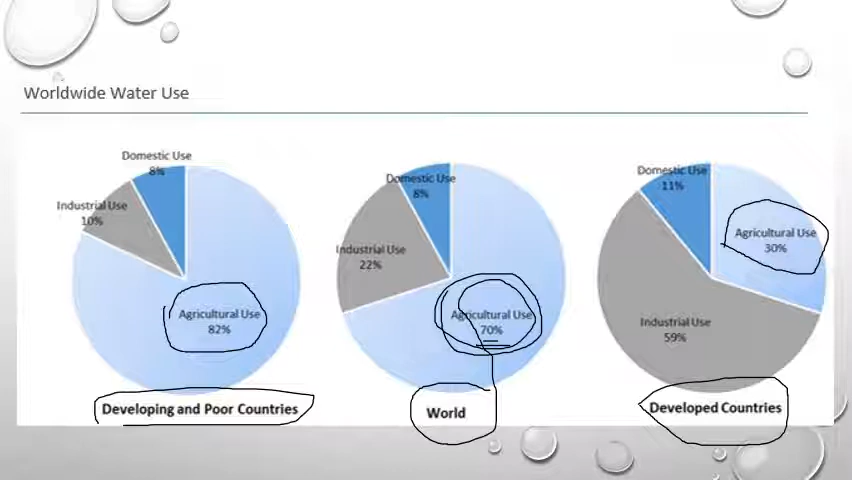 Worldwide Water Use
Domestic Use
8%
Industrial Use
10%
Agricultural Use
82%
Developing and Poor Countries
Domestic Use
8%
Industrial Use
22%
Agricultural Use
70%
World
Domestic Use
11%
Agricultural Use
30%
Industrial Use
59%
Developed Countries